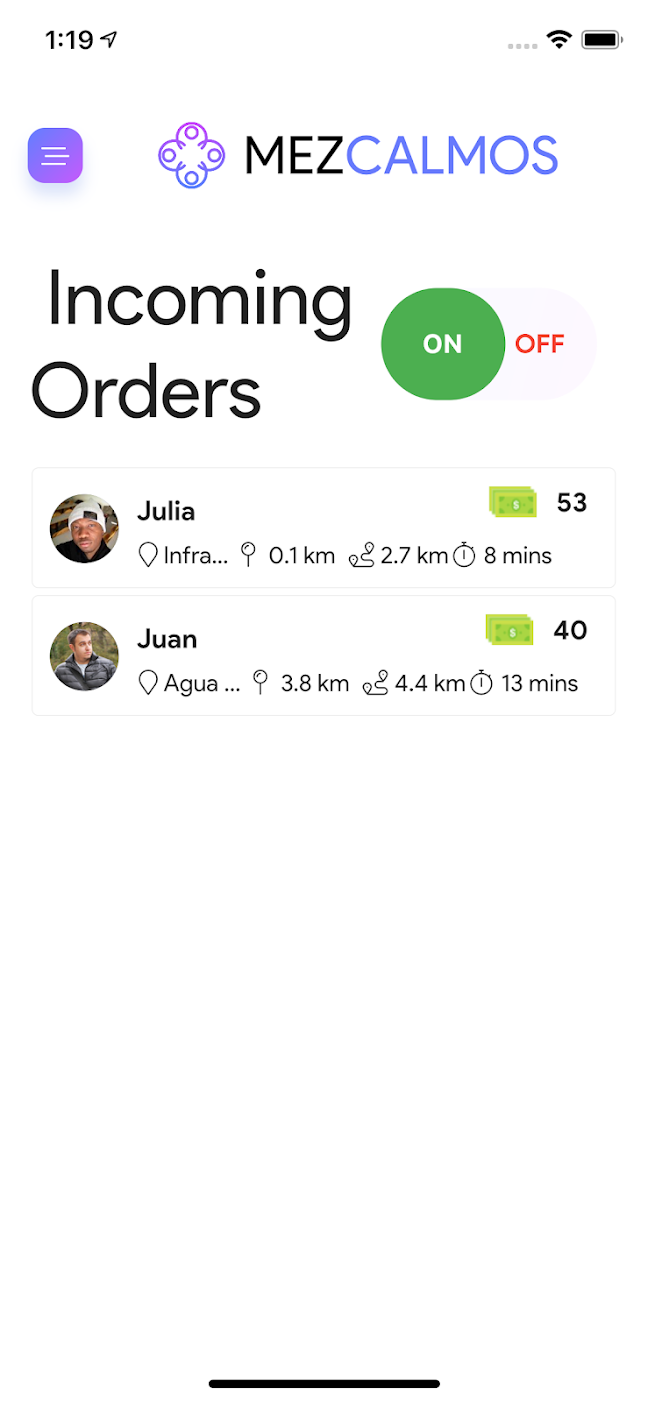 1:19
MEZCALMOS
Incoming
Orders
ON OFF
Julia 53
Infra... 0.1 km 2.7 km 8 mins
Juan 40
Agua ... 3.8 km 4.4 km 13 mins